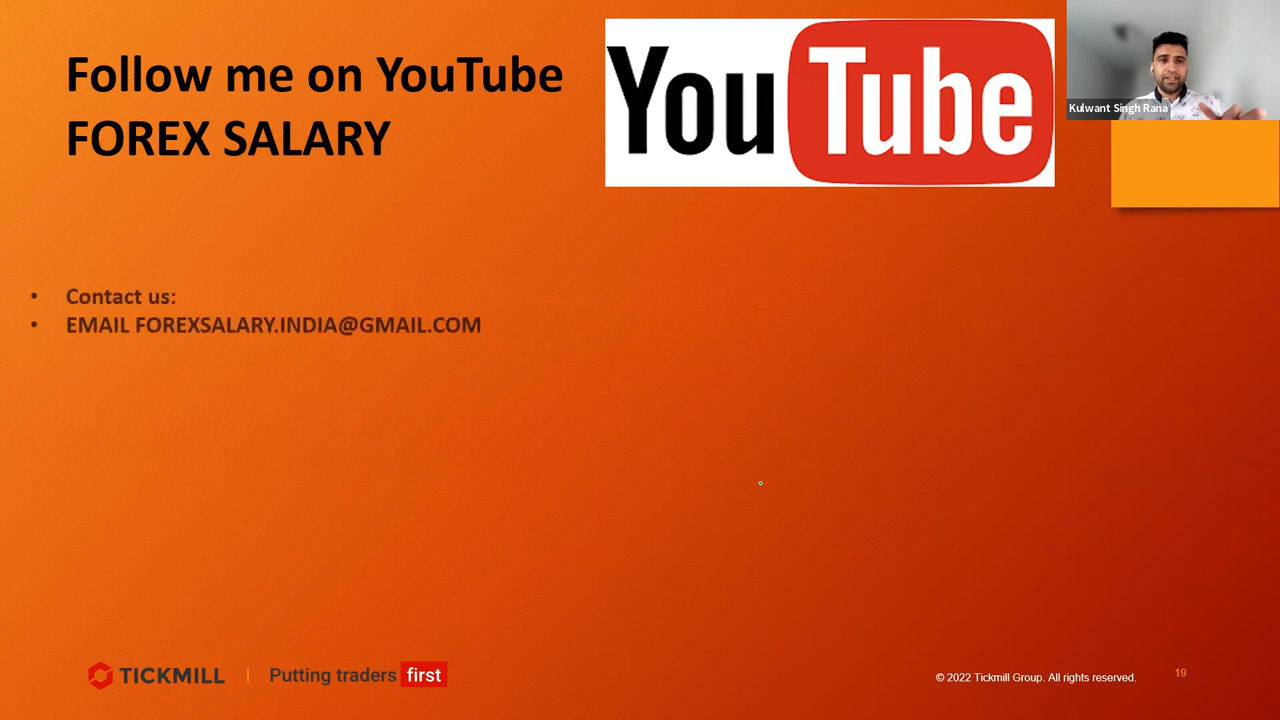 Follow me on YouTube
FOREX SALARY
YouTube
Kulwant Singh Rana
• Contact us:
• EMAIL FOREXSALARY.INDIA@GMAIL.COM
TICKMILL | Putting traders first
© 2022 Tickmill Group. All rights reserved.
19